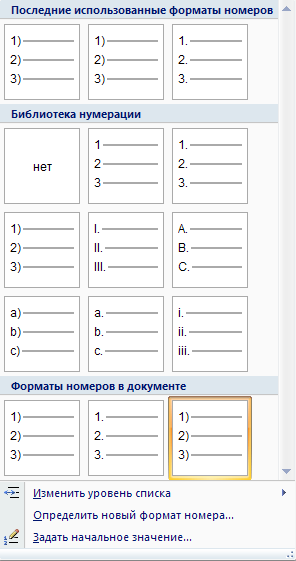 Последние использованные форматы номеров
1) 1) 1.
2) 2) 2.
3) 3) 3.
Библиотека нумерации
нет
1 1.
2 2.
3 3.
1) I. A.
2) II. B.
3) III. C.
a) a. i.
b) b. ii.
c) c. iii.
Форматы номеров в документе
1) 1. 1)
2) 2. 2)
3) 3. 3)
Изменить уровень списка
Определить новый формат номера...
Задать начальное значение...